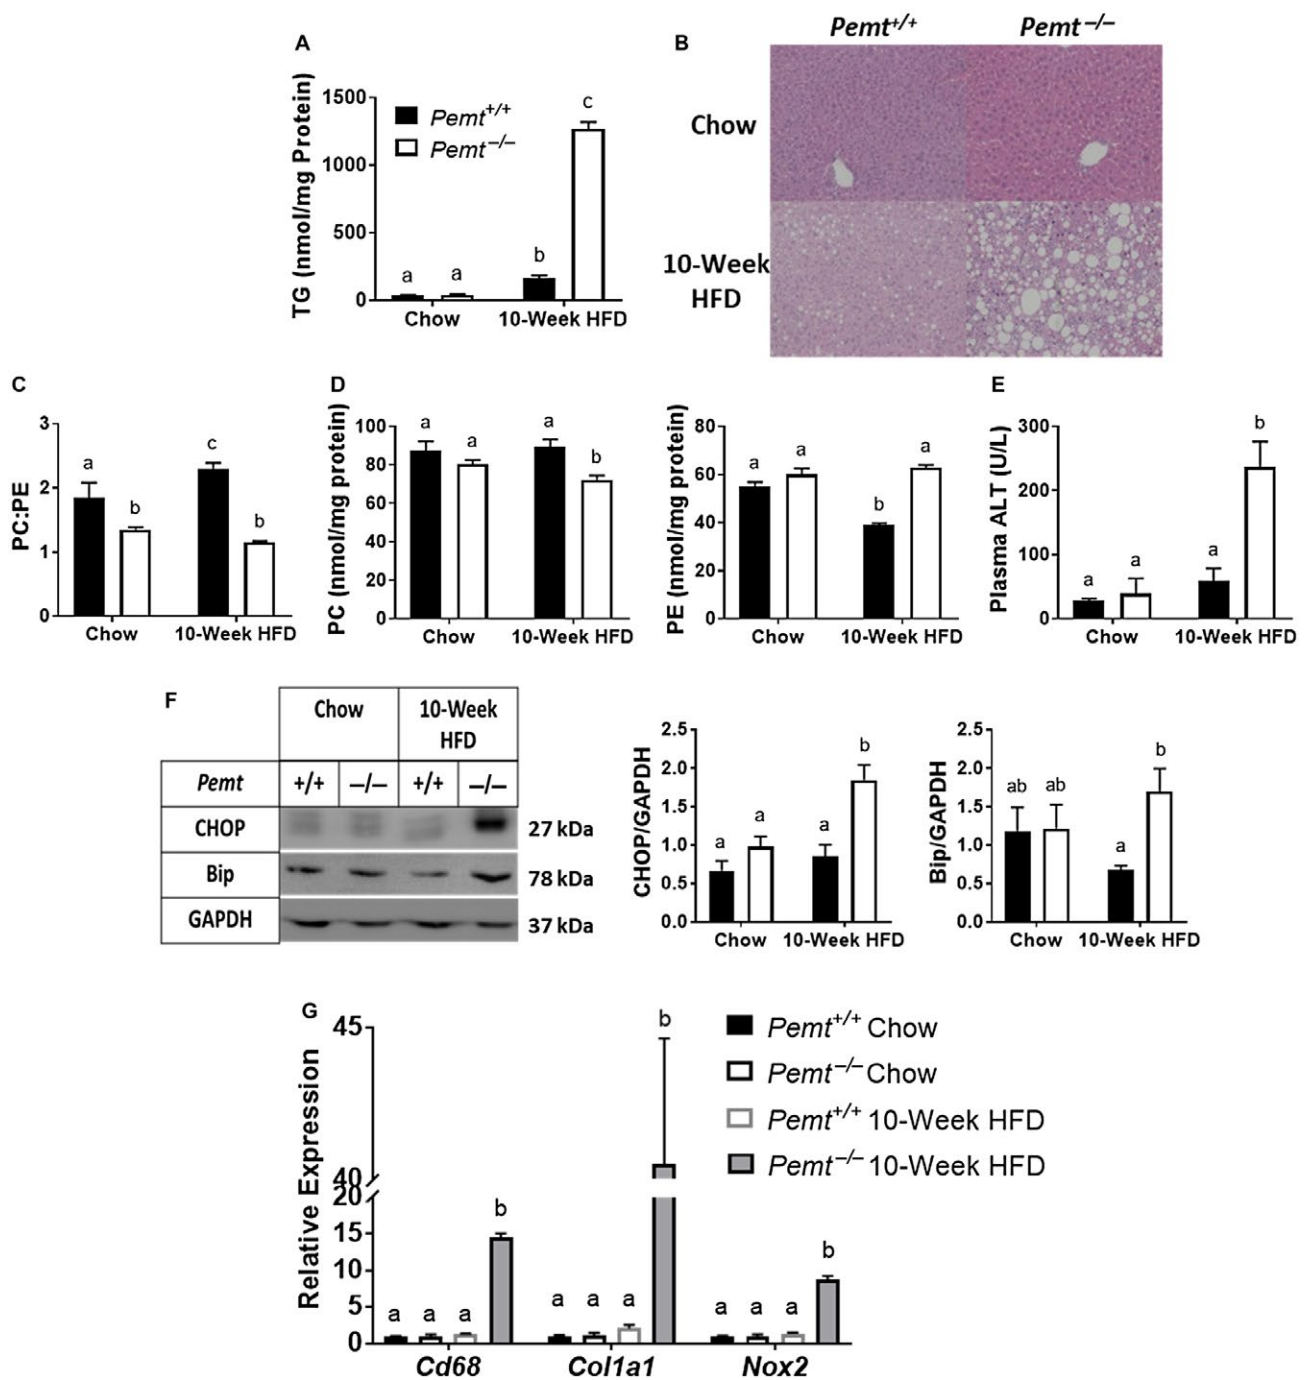 A
TG (nmol/mg Protein)
1500
1000
500
0
Pemt+/+
Pemt−/−
a
a
b
c
Chow
10-Week HFD
B
Pemt+/+
Pemt−/−
Chow
10-Week
HFD
C
PC:PE
3
2
1
0
a
b
c
b
Chow
10-Week HFD
D
PC (nmol/mg protein)
100
80
60
40
20
0
a
a
a
b
Chow
10-Week HFD
PE (nmol/mg protein)
80
60
40
20
0
a
a
b
a
Chow
10-Week HFD
E
Plasma ALT (U/L)
300
200
100
0
a
a
a
b
Chow
10-Week HFD
F
Chow
10-Week
HFD
Pemt
+/+
−/−
+/+
−/−
CHOP
27 kDa
Bip
78 kDa
GAPDH
37 kDa
CHOP/GAPDH
2.5
2.0
1.5
1.0
0.5
0.0
a
a
a
b
Chow
10-Week HFD
Bip/GAPDH
2.5
2.0
1.5
1.0
0.5
0.0
ab
ab
a
b
Chow
10-Week HFD
G
Relative Expression
45
40
20
15
10
5
0
a
a
a
b
a
a
a
b
a
a
a
b
Cd68
Col1a1
Nox2
Pemt+/+ Chow
Pemt−/− Chow
Pemt+/+ 10-Week HFD
Pemt−/− 10-Week HFD